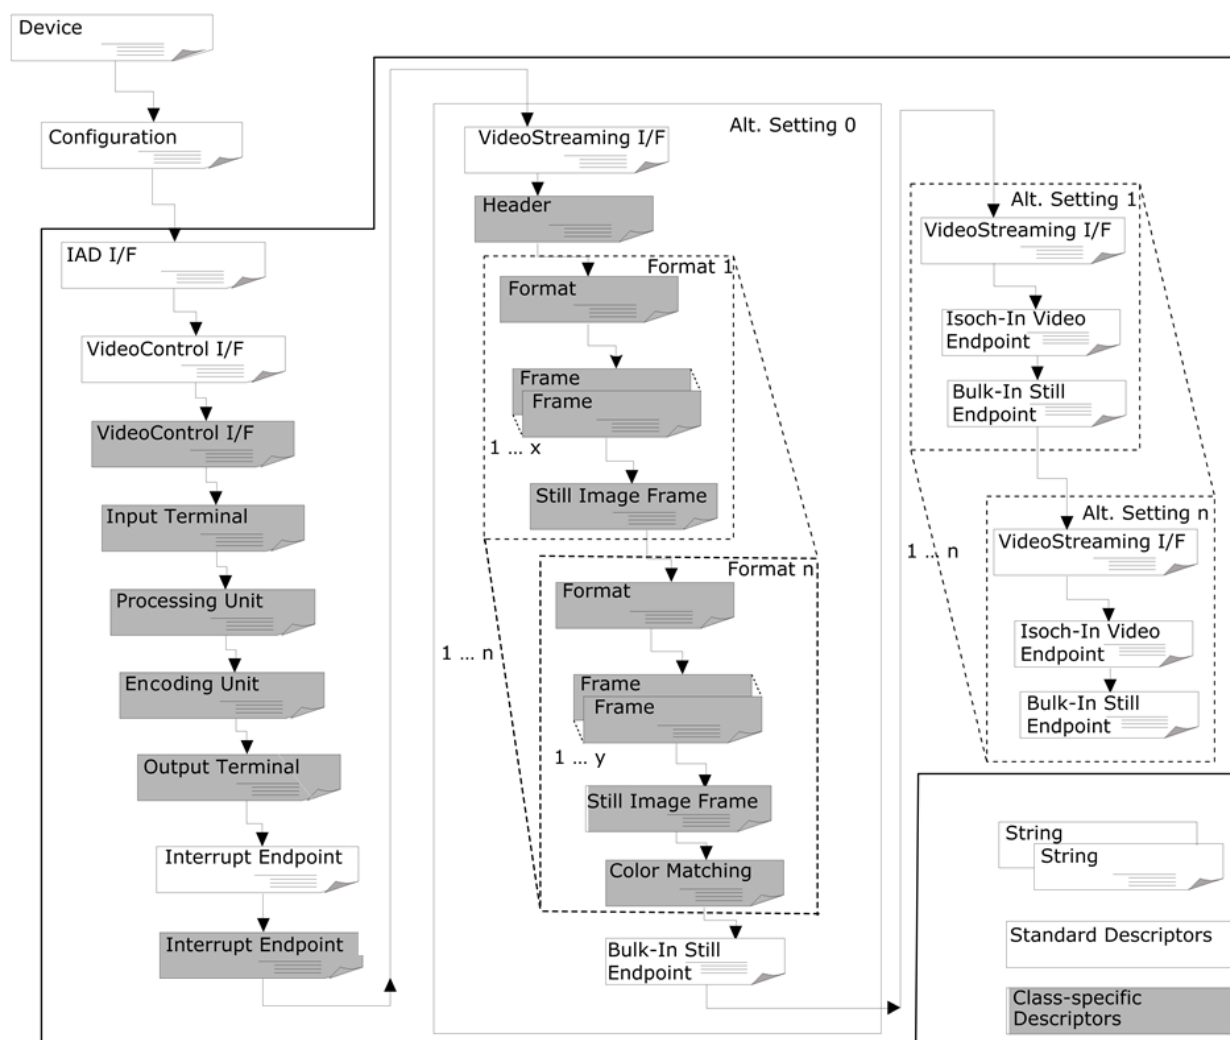 Device
Configuration
IAD I/F
VideoControl I/F
VideoControl I/F
Input Terminal
Processing Unit
Encoding Unit
Output Terminal
Interrupt Endpoint
Interrupt Endpoint
Alt. Setting 0
VideoStreaming I/F
Header
Format 1
Format
Frame
Frame
1 ... x
Still Image Frame
Format n
Format
1 ... n
Frame
Frame
1 ... y
Still Image Frame
Color Matching
Bulk-In Still
Endpoint
Alt. Setting 1
VideoStreaming I/F
Isoch-In Video
Endpoint
Bulk-In Still
Endpoint
Alt. Setting n
VideoStreaming I/F
1 ... n
Isoch-In Video
Endpoint
Bulk-In Still
Endpoint
String
String
Standard Descriptors
Class-specific
Descriptors